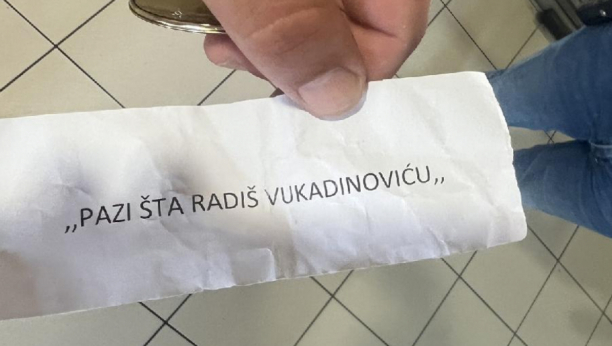 ,,PAZI ŠTA RADIŠ VUKADINOVIĆU,,